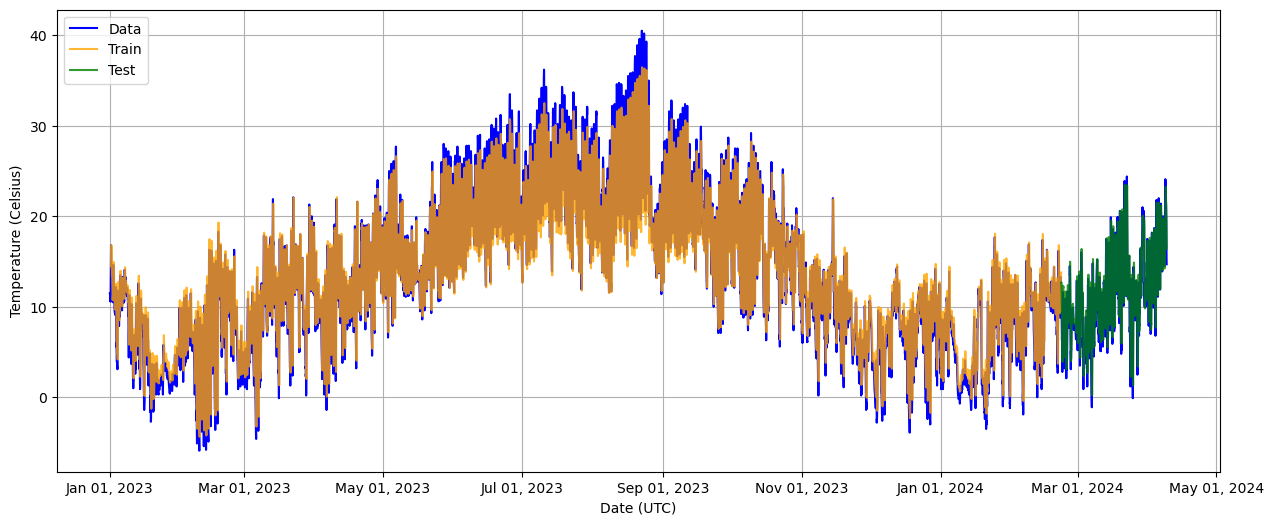 Data
Train
Test
Temperature (Celsius)
40
30
20
10
0
Jan 01, 2023
Mar 01, 2023
May 01, 2023
Jul 01, 2023
Sep 01, 2023
Nov 01, 2023
Jan 01, 2024
Mar 01, 2024
May 01, 2024
Date (UTC)